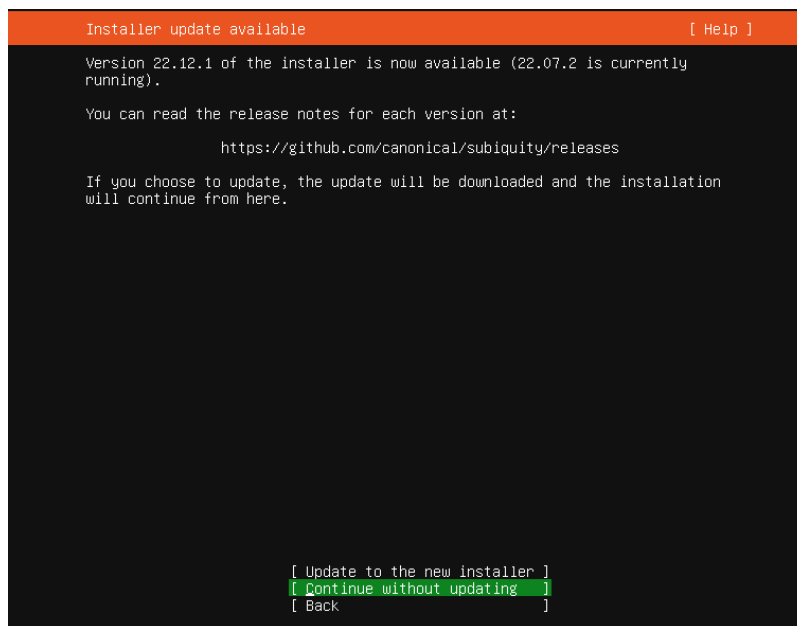 Installer update available [ Help ]
Version 22.12.1 of the installer is now available (22.07.2 is currently
running).
You can read the release notes for each version at:
https://github.com/canonical/subiquity/releases
If you choose to update, the update will be downloaded and the installation
will continue from here.
[ Update to the new installer ]
[ Continue without updating ]
[ Back ]